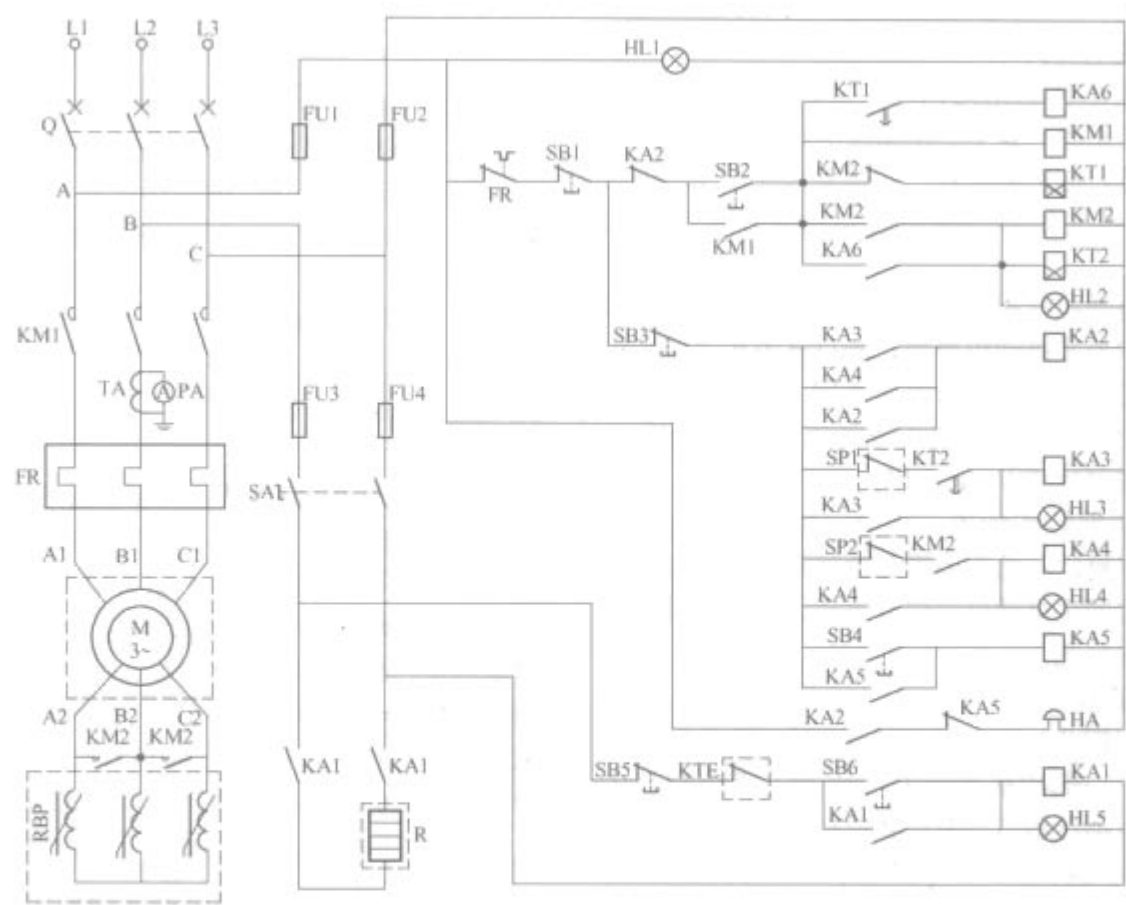 L1 L2 L3
HL1
Q
FU1 FU2
KT1 KA6
KM1
SB1 KA2 SB2 KM2 KT1
A
FR
B
KM1
KM2 KM2
C
KA6 KT2
HL2
KM1
SB3 KA3 KA2
TA A PA
FU3 FU4
KA4
KA2
FR
SP1 KT2 KA3
SA1
KA3 HL3
A1 B1 C1
SP2 KM2 KA4
KA4 HL4
M
3~
SB4 KA5
KA5
A2 B2 C2
KA2 KA5 HA
KM2 KM2
KA1 KA1
SB5 KTE SB6 KA1
RBP
R
KA1 HL5